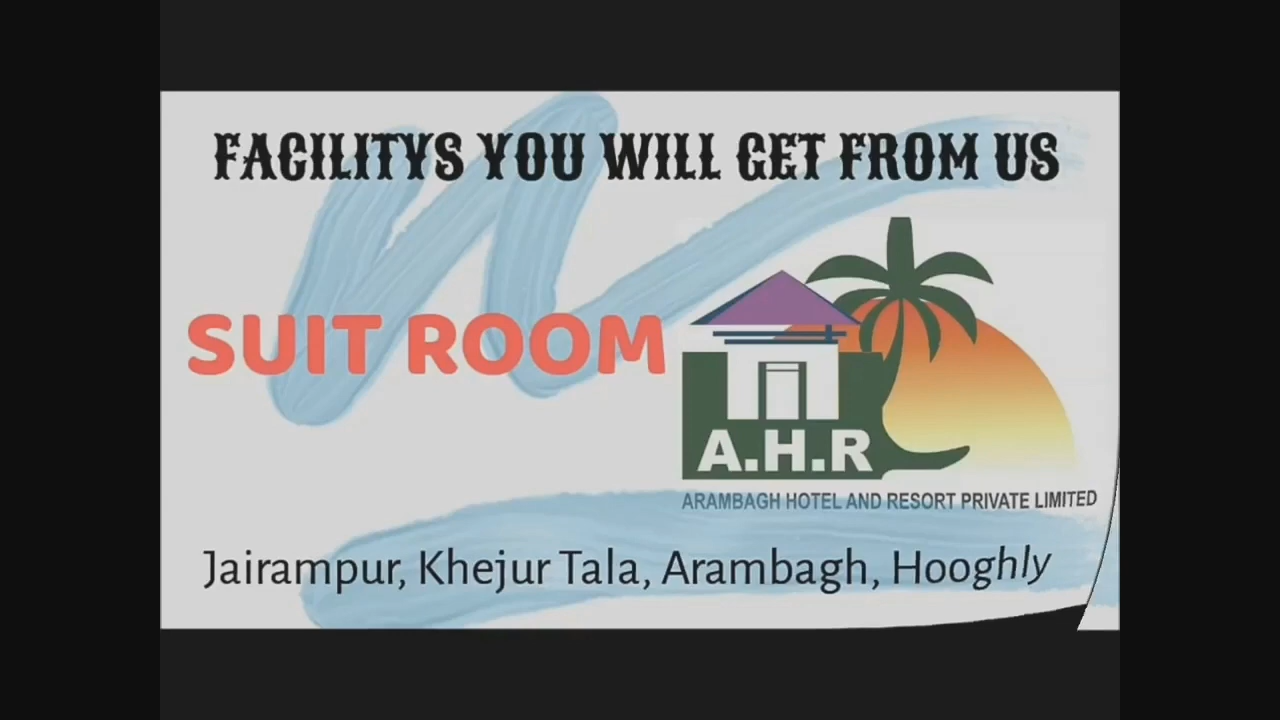 FACILITYS YOU WILL GET FROM US
SUIT ROOM
A.H.R
ARAMBAGH HOTEL AND RESORT PRIVATE LIMITED
Jairampur, Khejur Tala, Arambagh, Hooghly